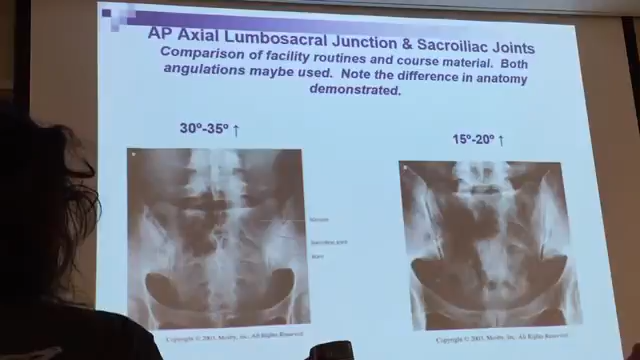 AP Axial Lumbosacral Junction & Sacroiliac Joints
Comparison of facility routines and course material. Both
angulations maybe used. Note the difference in anatomy
demonstrated.
30º-35º ↑
15º-20º ↑
Sacroiliac joint
Copyright © 2003, Mosby, Inc. All Rights Reserved.
Copyright © 2003, Mosby, Inc. All Rights Reserved.